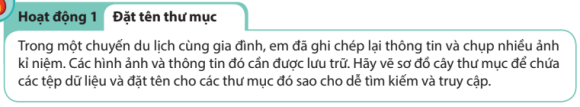 Hoạt động 1 Đặt tên thư mục
Trong một chuyến du lịch cùng gia đình, em đã ghi chép lại thông tin và chụp nhiều ảnh
kỉ niệm. Các hình ảnh và thông tin đó cần được lưu trữ. Hãy vẽ sơ đồ cây thư mục để chứa
các tệp dữ liệu và đặt tên cho các thư mục đó sao cho dễ tìm kiếm và truy cập.